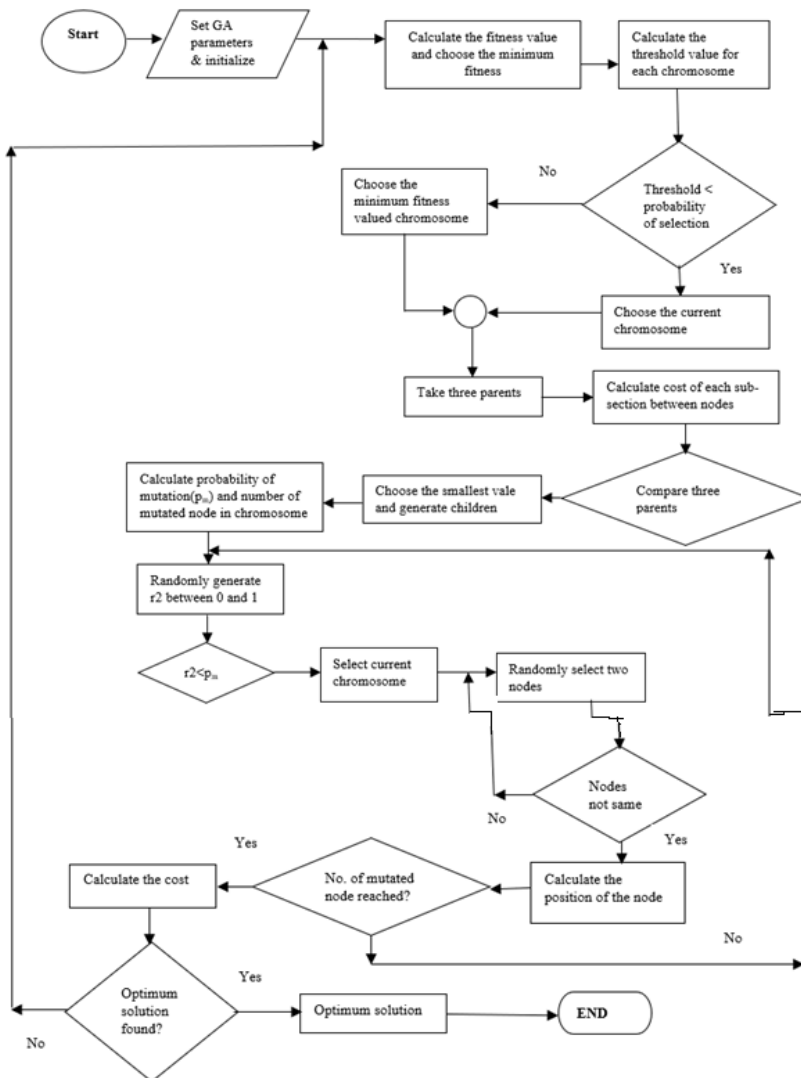 Start
Set GA
parameters
& initialize
Calculate the fitness value
and choose the minimum
fitness
Calculate the
threshold value for
each chromosome
Threshold <
probability
of selection
No
Choose the
minimum fitness
valued chromosome
Yes
Choose the current
chromosome
Take three parents
Calculate cost of each sub-
section between nodes
Compare three
parents
Choose the smallest vale
and generate children
Calculate probability of
mutation(pₘ) and number of
mutated node in chromosome
Randomly generate
r2 between 0 and 1
r2<pₘ
Select current
chromosome
Randomly select two
nodes
Nodes
not same
No
Yes
Calculate the
position of the node
No. of mutated
node reached?
Yes
No
Calculate the cost
Optimum
solution
found?
No
Yes
Optimum solution
END